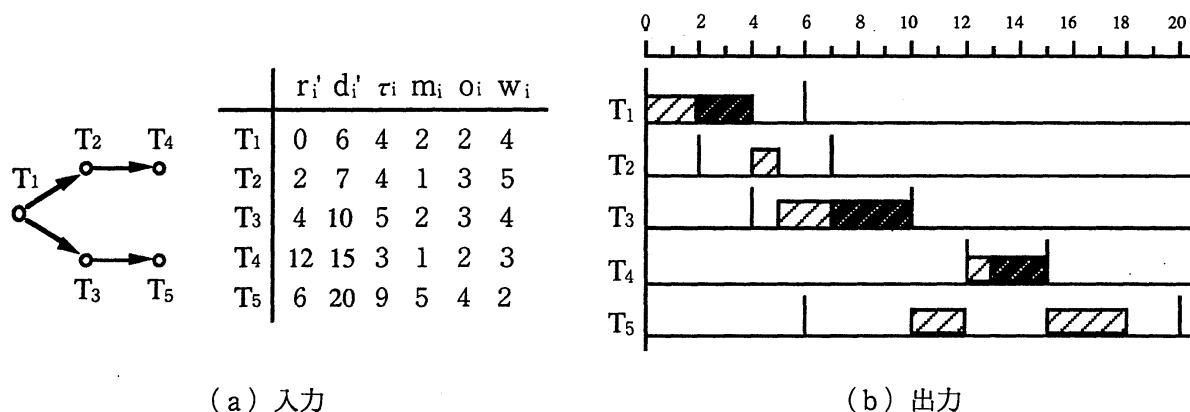 T2 T4
T1
T3 T5
ri' di' τi mi oi wi
T1 0 6 4 2 2 4
T2 2 7 4 1 3 5
T3 4 10 5 2 3 4
T4 12 15 3 1 2 3
T5 6 20 9 5 4 2
(a) 入力
0 2 4 6 8 10 12 14 16 18 20
T1
T2
T3
T4
T5
(b) 出力